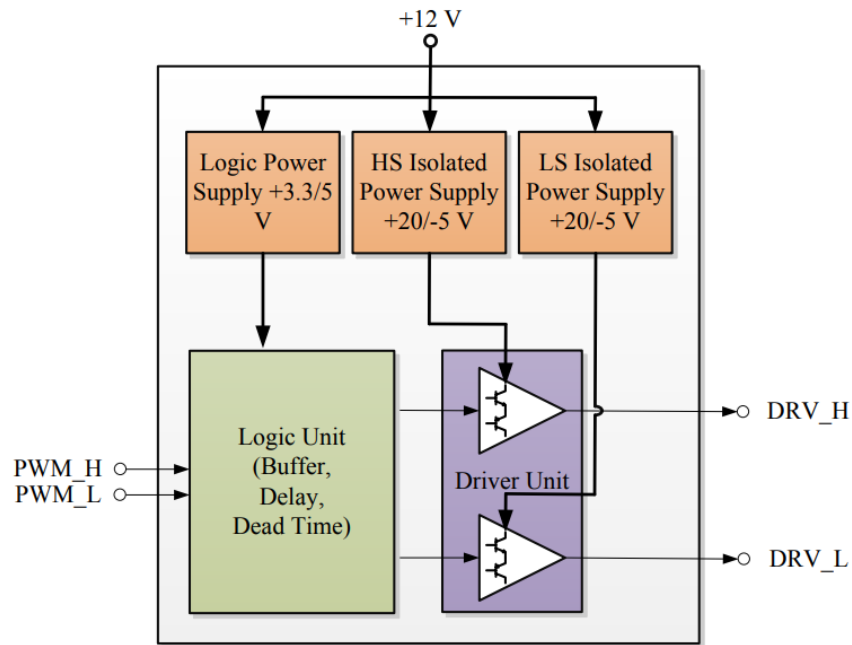 +12 V
Logic Power
Supply +3.3/5
V
HS Isolated
Power Supply
+20/-5 V
LS Isolated
Power Supply
+20/-5 V
Logic Unit
(Buffer,
Delay,
Dead Time)
PWM_H
PWM_L
Driver Unit
DRV_H
DRV_L